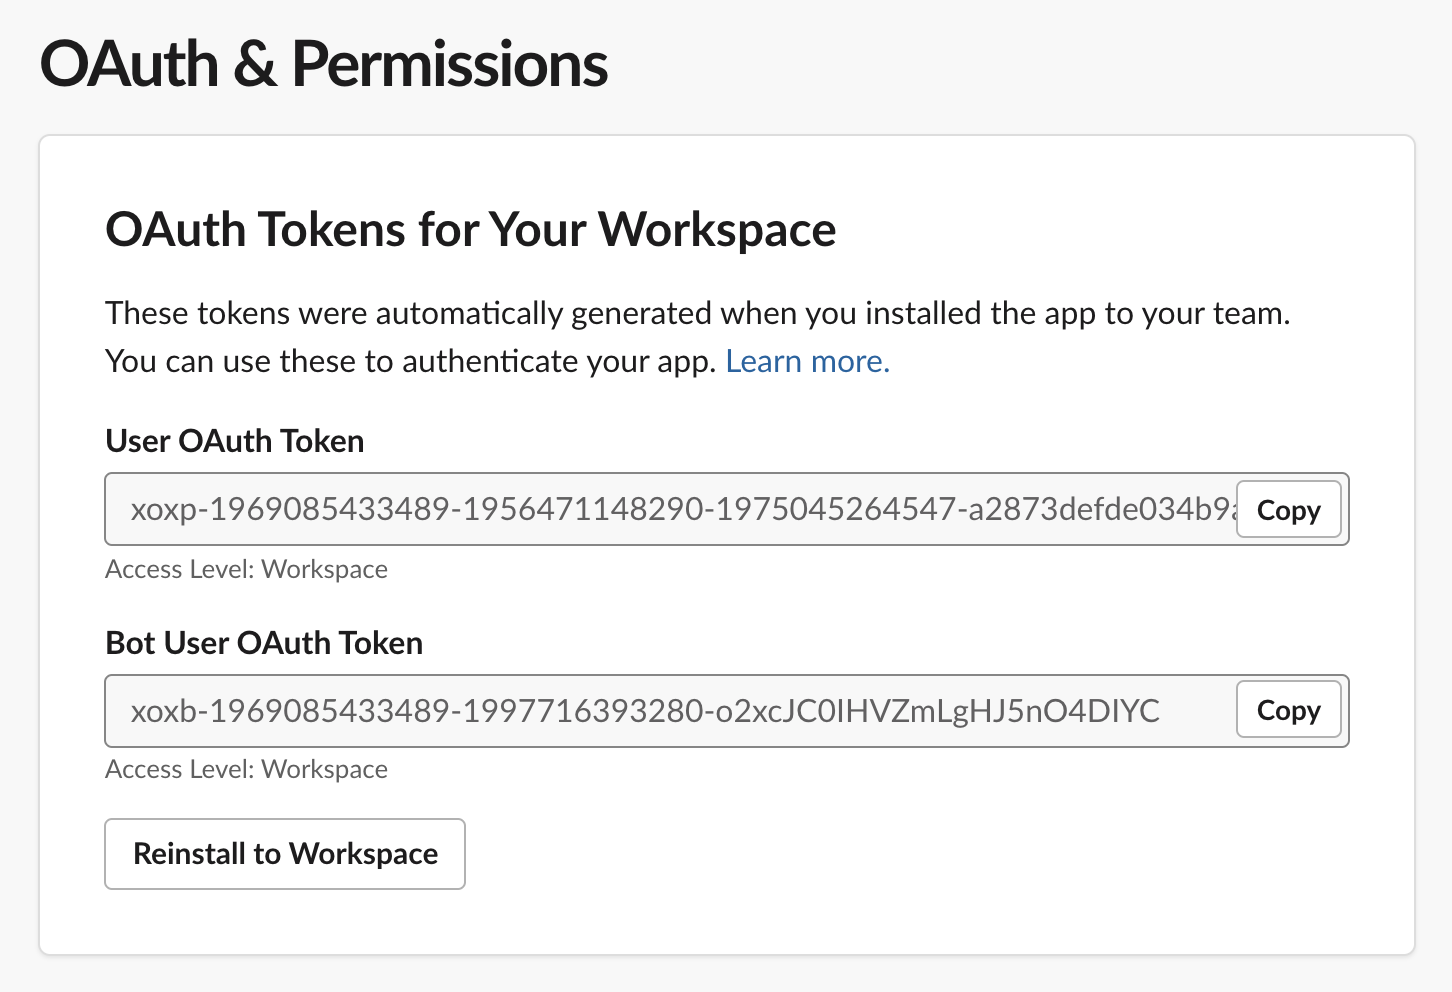 OAuth & Permissions
OAuth Tokens for Your Workspace
These tokens were automatically generated when you installed the app to your team.
You can use these to authenticate your app. Learn more.
User OAuth Token
xoxp-1969085433489-1956471148290-1975045264547-a2873defde034b9 Copy
Access Level: Workspace
Bot User OAuth Token
xoxb-1969085433489-1997716393280-o2xcJC0IHVZmLgHJ5nO4DIYC Copy
Access Level: Workspace
Reinstall to Workspace